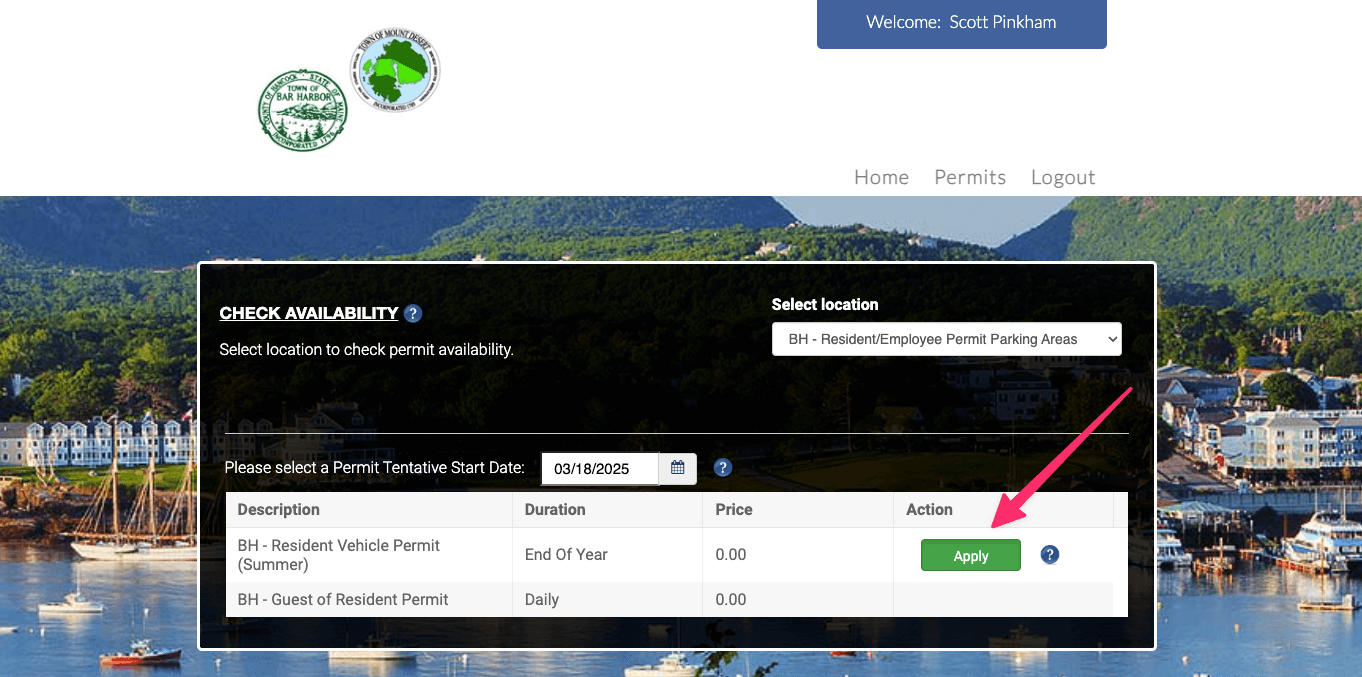 Welcome: Scott Pinkham
TOWN OF MOUNT DESERT
INCORPORATED 1789
COUNTY OF HANCOCK STATE OF MAINE
TOWN OF
BAR HARBOR
INCORPORATED 1796
Home Permits Logout
CHECK AVAILABILITY ?
Select location to check permit availability.
Select location
BH - Resident/Employee Permit Parking Areas
Please select a Permit Tentative Start Date: 03/18/2025 ?
Description Duration Price Action
BH - Resident Vehicle Permit
(Summer) End Of Year 0.00 Apply ?
BH - Guest of Resident Permit Daily 0.00